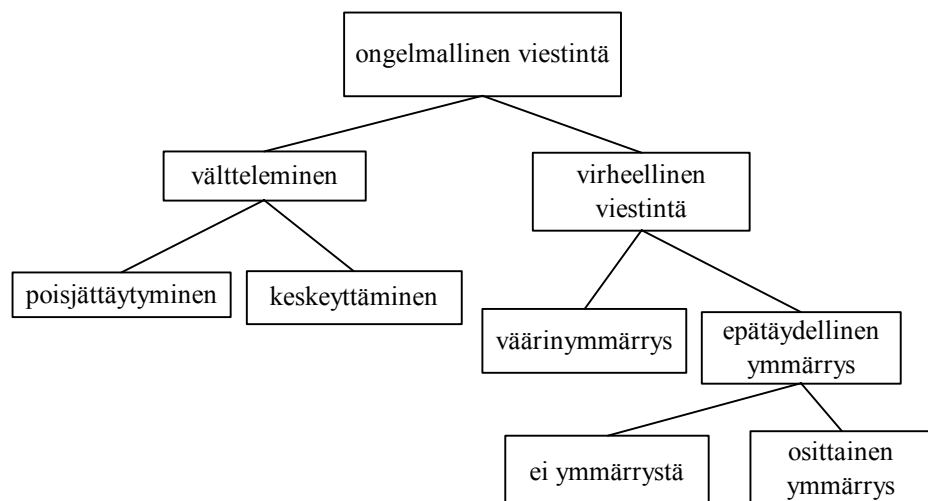 ongelmallinen viestintä
vältteleminen
virheellinen
viestintä
poisjättäytyminen
keskeyttäminen
väärinymmärrys
epätäydellinen
ymmärrys
ei ymmärrystä
osittainen
ymmärrys